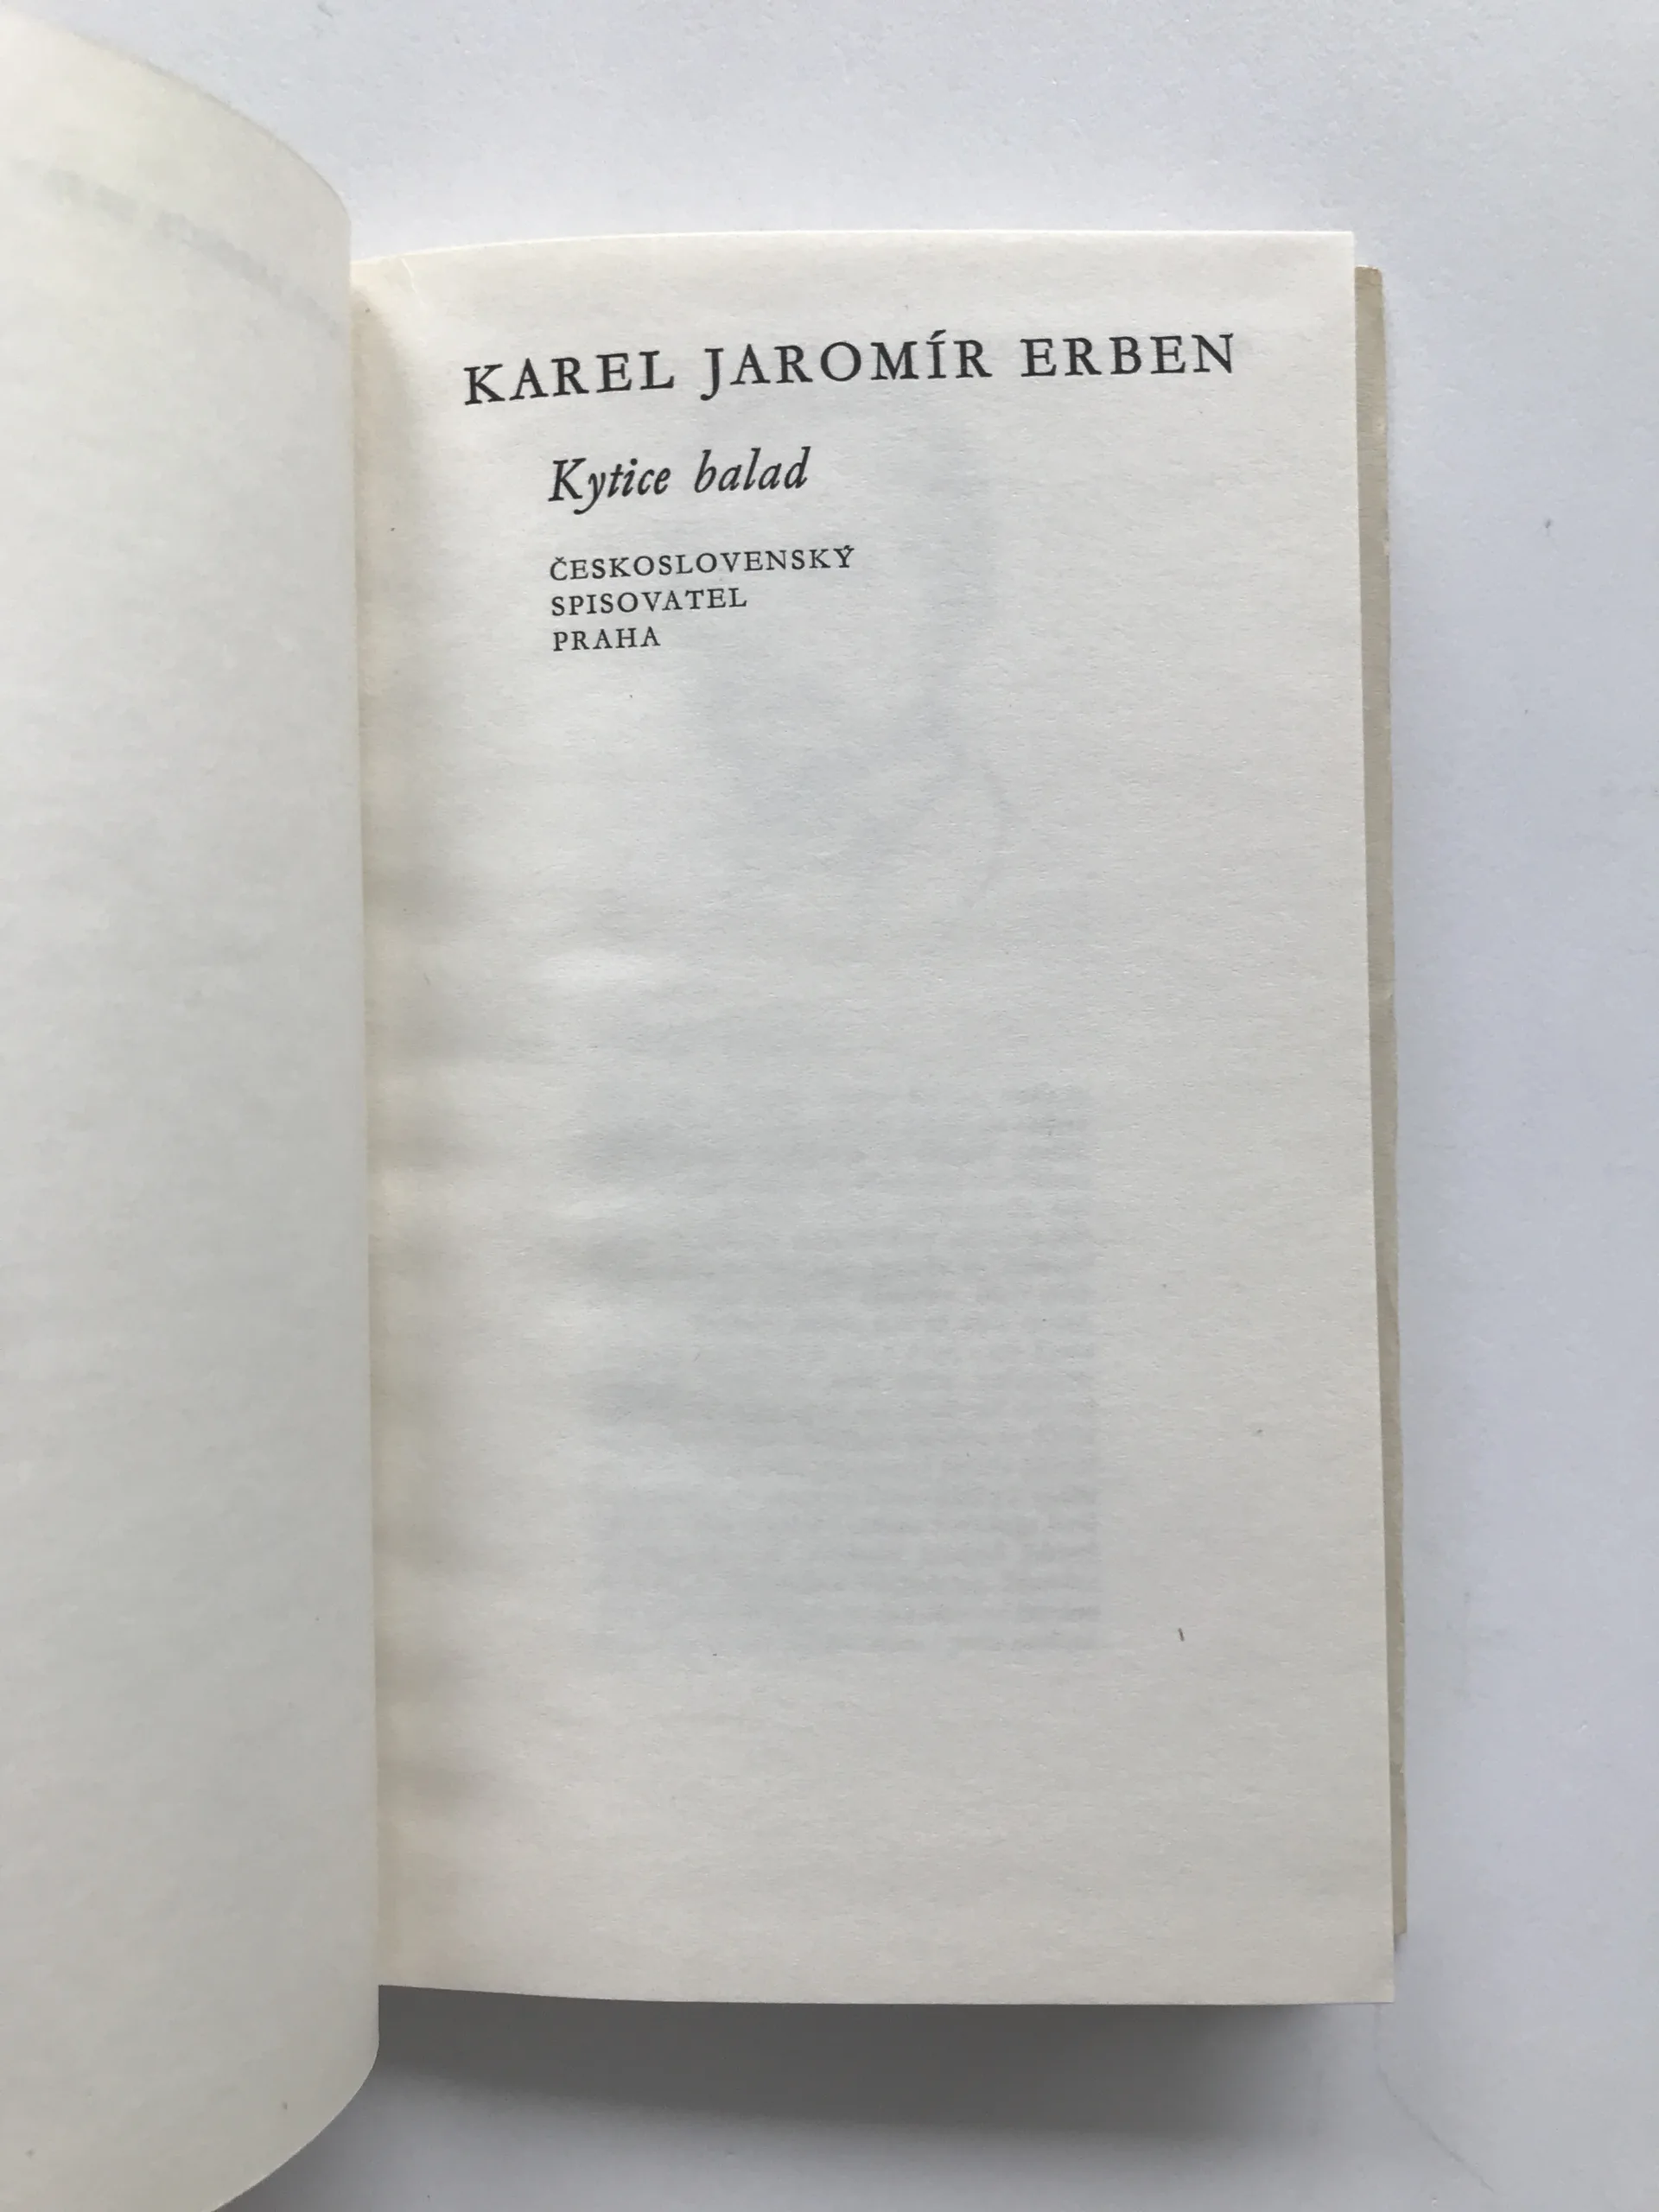 KAREL JAROMÍR ERBEN
Kytice balad
ČESKOSLOVENSKÝ
SPISOVATEL
PRAHA